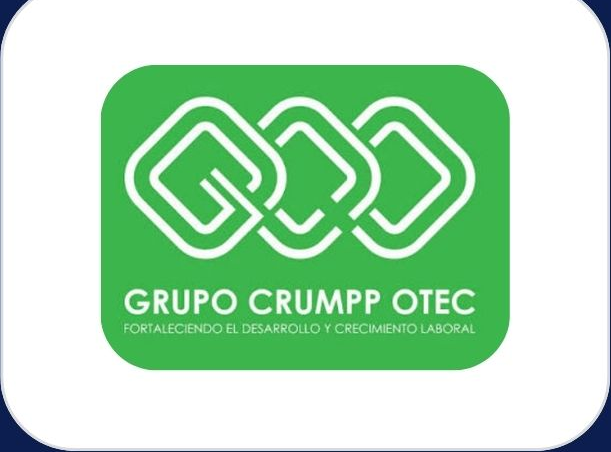 GRUPO CRUMPP OTEC
FORTALECIENDO EL DESARROLLO Y CRECIMIENTO LABORAL